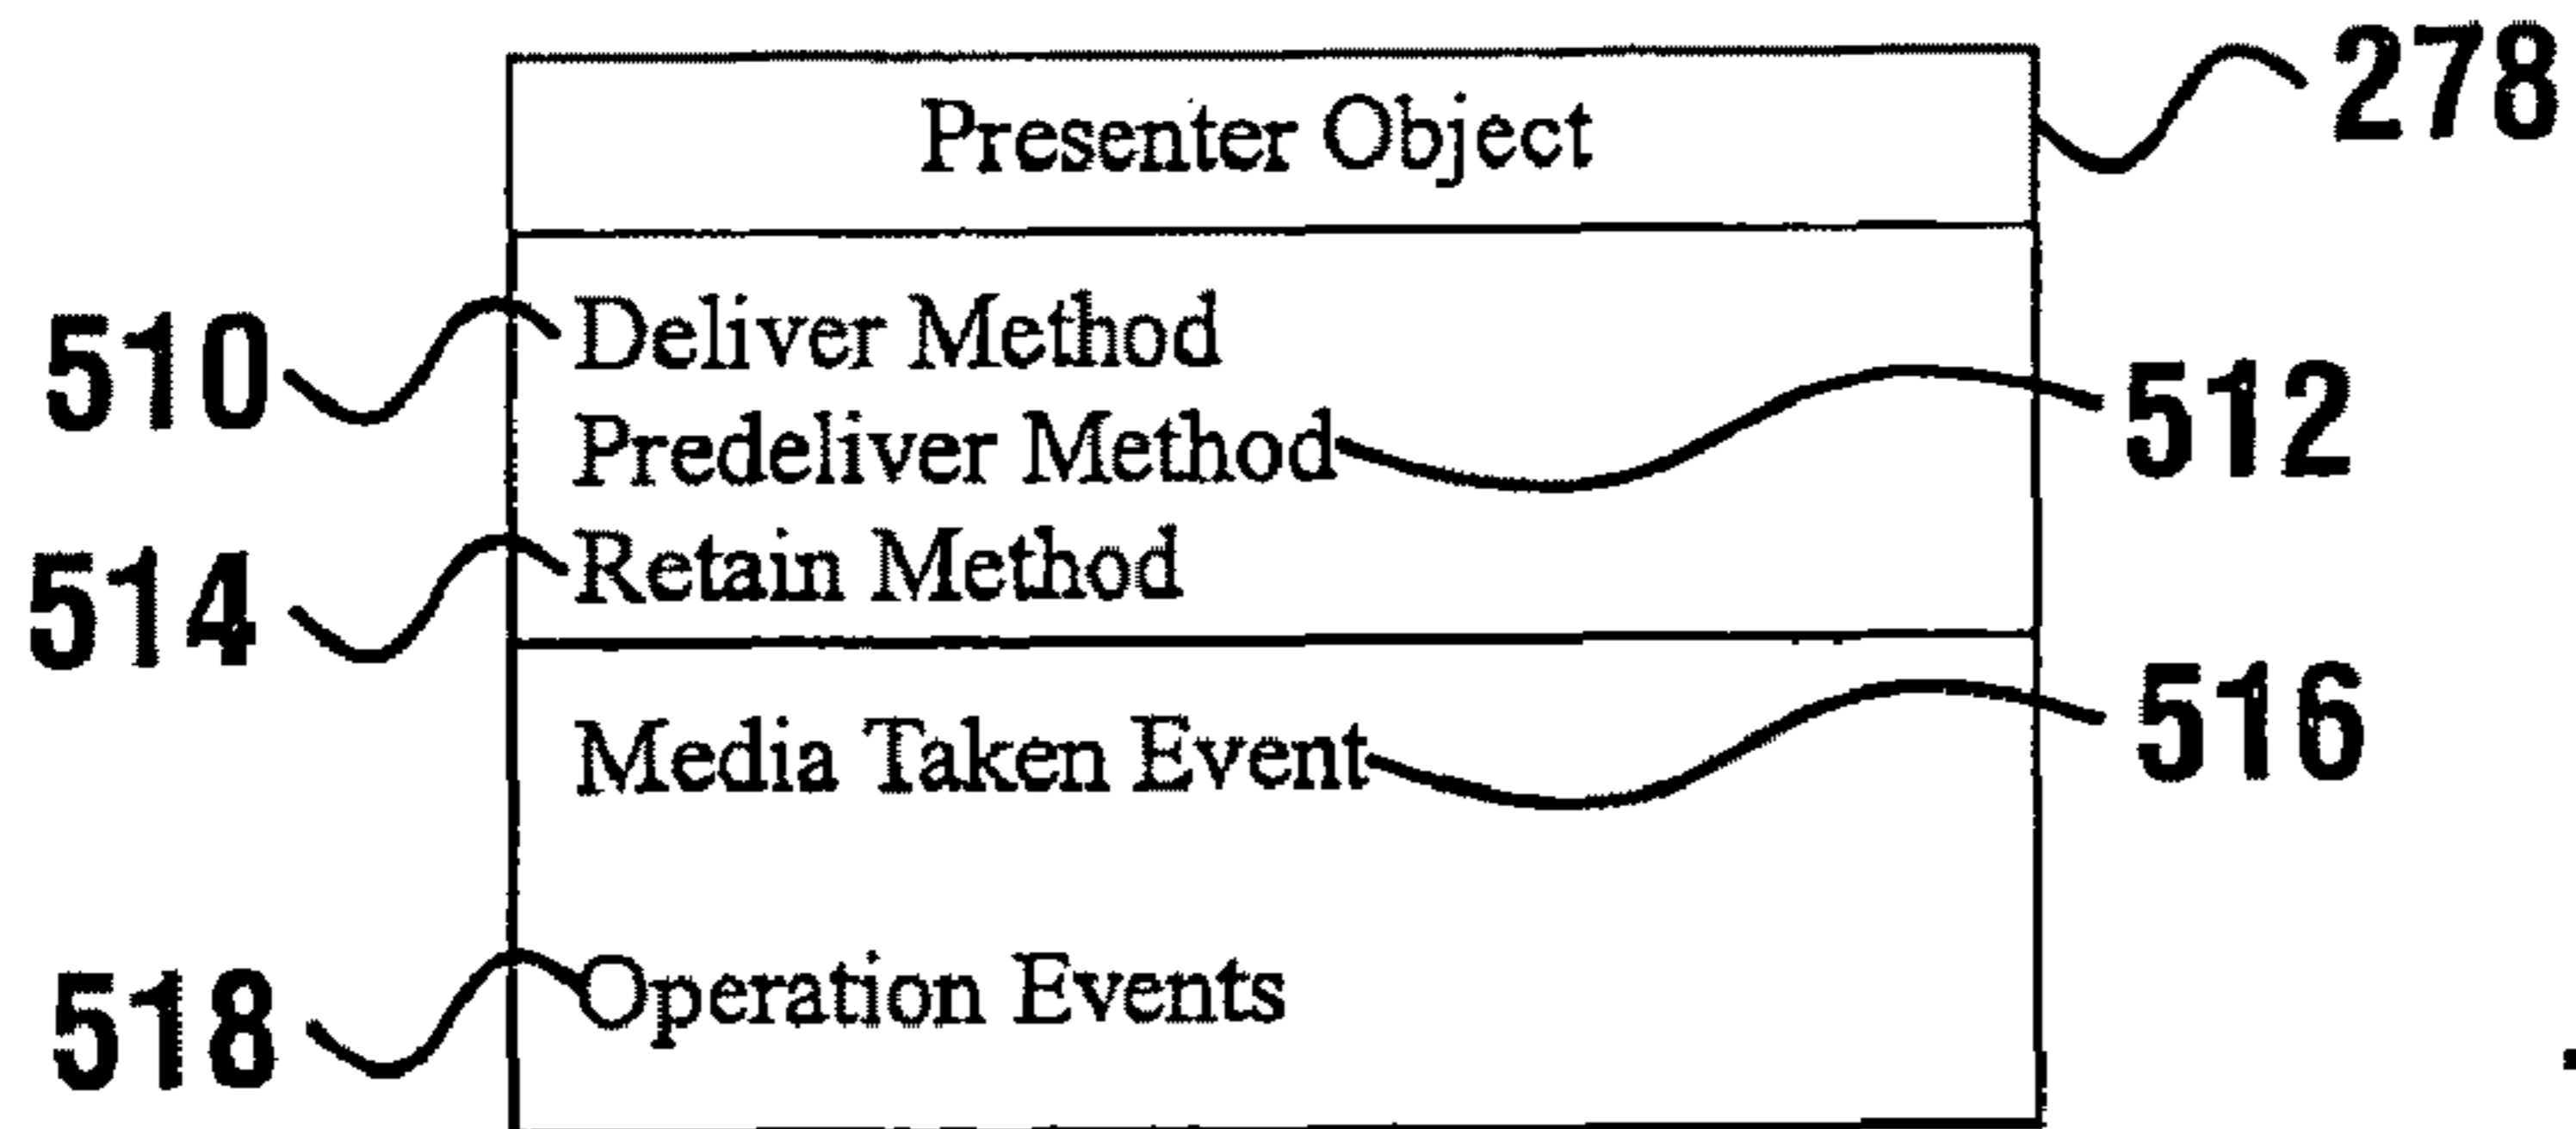 Presenter Object 278
510 Deliver Method
Predeliver Method 512
514 Retain Method
Media Taken Event 516
518 Operation Events